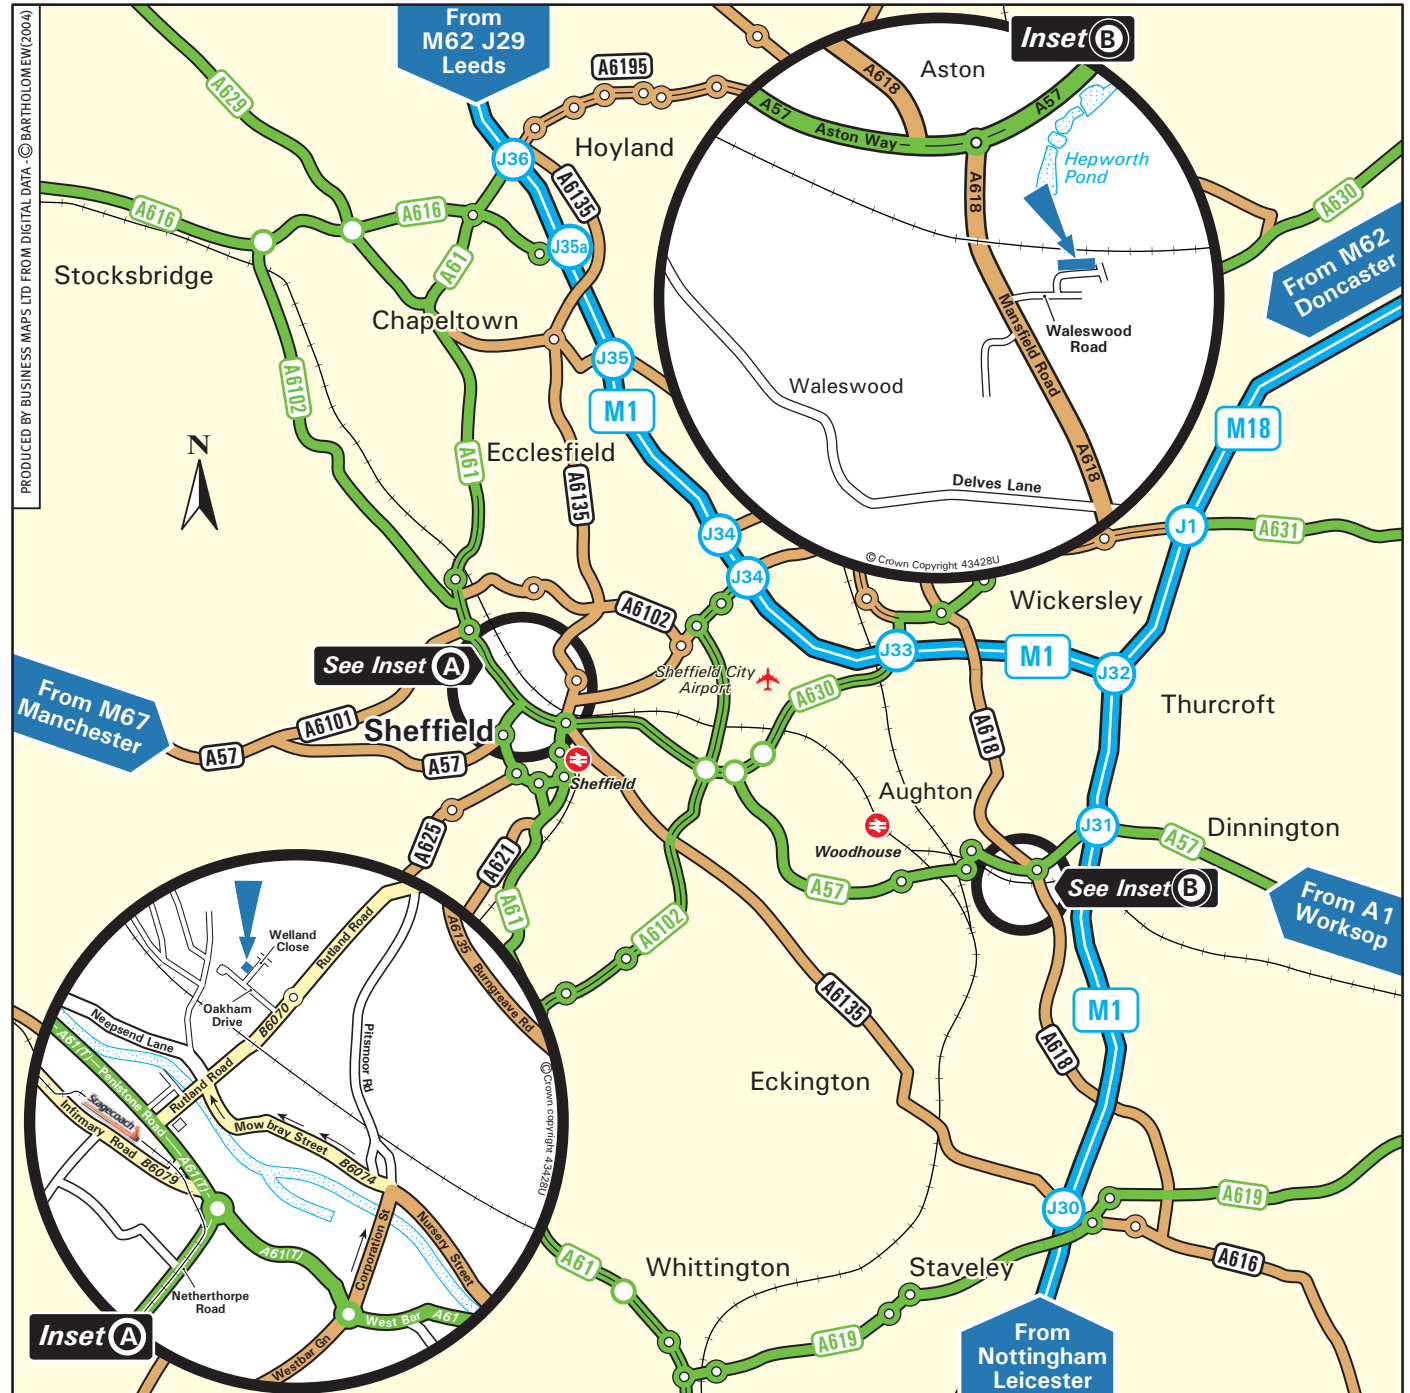 PRODUCED BY BUSINESS MAPS LTD FROM DIGITAL DATA - © BARTHOLOMEW(2004)
From
M62 J29
Leeds
A6195
Inset B
A629
Hoyland
J36
A6135
A616
A616
A61
J35a
Stocksbridge
Chapeltown
J35
M1
A6102
N
Ecclesfield
A61
A6135
J34
J34
A618
Aston
A57
Aston Way
A57
Hepworth
Pond
A618
Mansfield Road
Waleswood
Road
Waleswood
A618
Delves Lane
© Crown Copyright 43428U
A630
From M62
Doncaster
M18
J1
A631
Wickersley
A6102
See Inset A
Sheffield City
Airport
A630
J33
M1
J32
Thurcroft
From M67
Manchester
A57
A6101
Sheffield
A57
Sheffield
A618
Aughton
Woodhouse
J31
Dinnington
A57
A57
See Inset B
From A1
Worksop
A625
A621
A61
A6102
A6135
M1
A618
Eckington
Welland
Close
Rutland Road
A6135
Burngreave Rd
Oakham
Drive
B6070
Neepsend Lane
Pitsmoor Rd
A61(T)
Penistone Road
Rutland Road
Stagecoach
Infirmary Road
B6079
A61(T)
Mowbray Street
B6074
A61(T)
Corporation St
Nursery Street
Netherthorpe
Road
West Bar
A61
Westbar Gn
© Crown copyright 43428U
Inset A
J30
A619
A616
A61
Whittington
Staveley
A619
From
Nottingham
Leicester